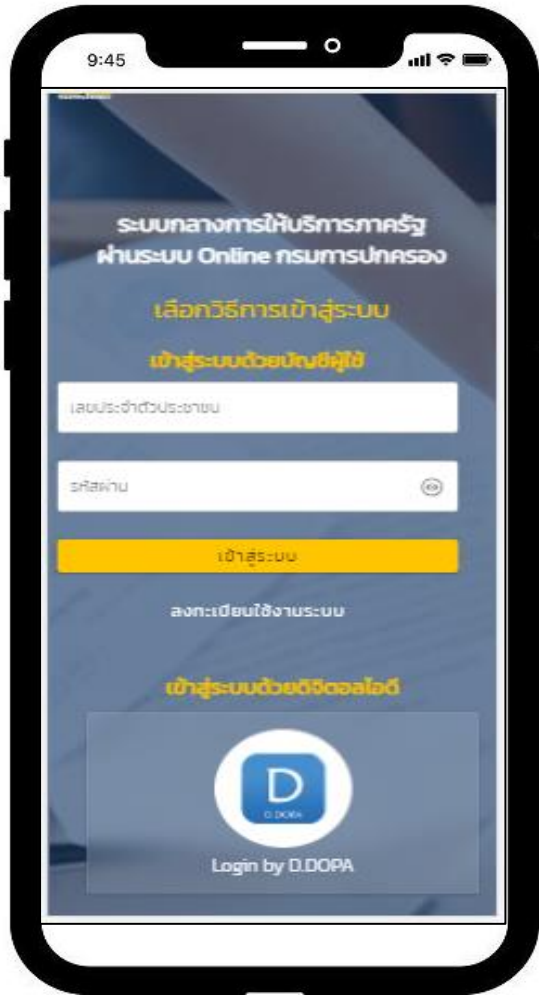 9:45
ระบบกลางการให้บริการภาครัฐ
ผ่านระบบ Online กรมการปกครอง
เลือกวิธีการเข้าสู่ระบบ
เข้าสู่ระบบด้วยบัญชีผู้ใช้
เลขประจำตัวประชาชน
รหัสผ่าน
เข้าสู่ระบบ
ลงทะเบียนใช้งานระบบ
เข้าสู่ระบบด้วยดิจิตอลไอดี
D
D.DOPA
Login by D.DOPA